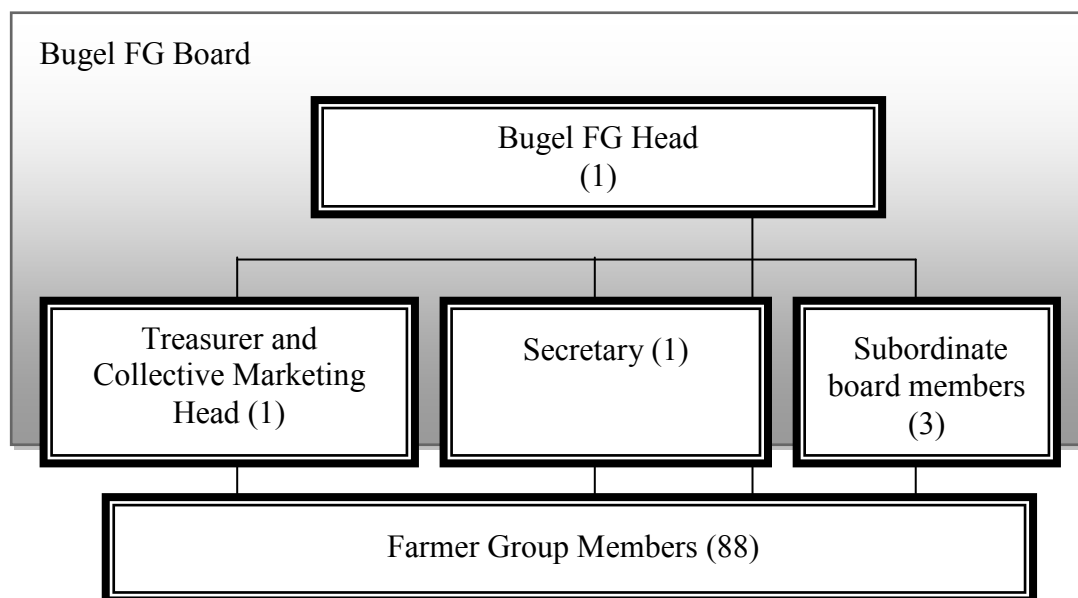 Bugel FG Board
Bugel FG Head
(1)
Treasurer and
Collective Marketing
Head (1)
Secretary (1)
Subordinate
board members
(3)
Farmer Group Members (88)